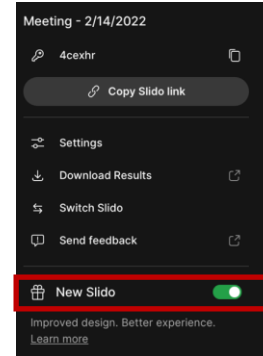 Meeting - 2/14/2022
4cexhr
Copy Slido link
Settings
Download Results
Switch Slido
Send feedback
New Slido
Improved design. Better experience.
Learn more